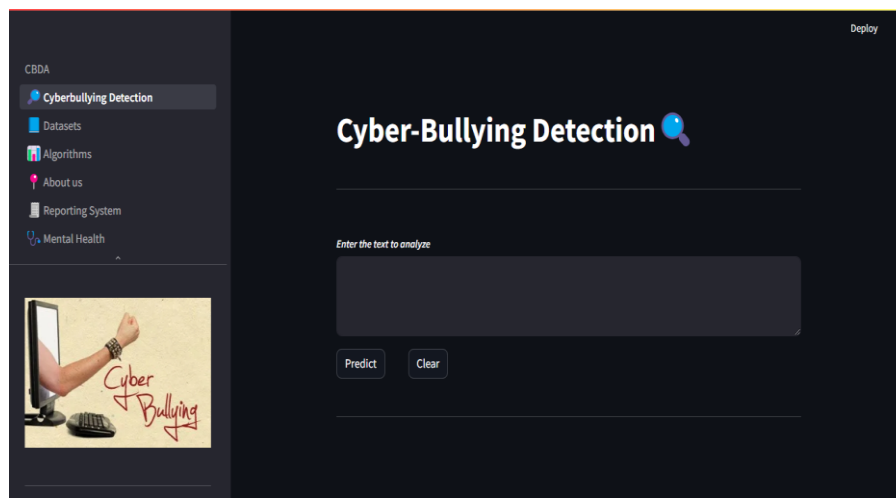 Deploy
CBDA
Cyberbullying Detection
Datasets
Algorithms
About us
Reporting System
Mental Health
Cyber
Bullying
Cyber-Bullying Detection
Enter the text to analyze
Predict
Clear